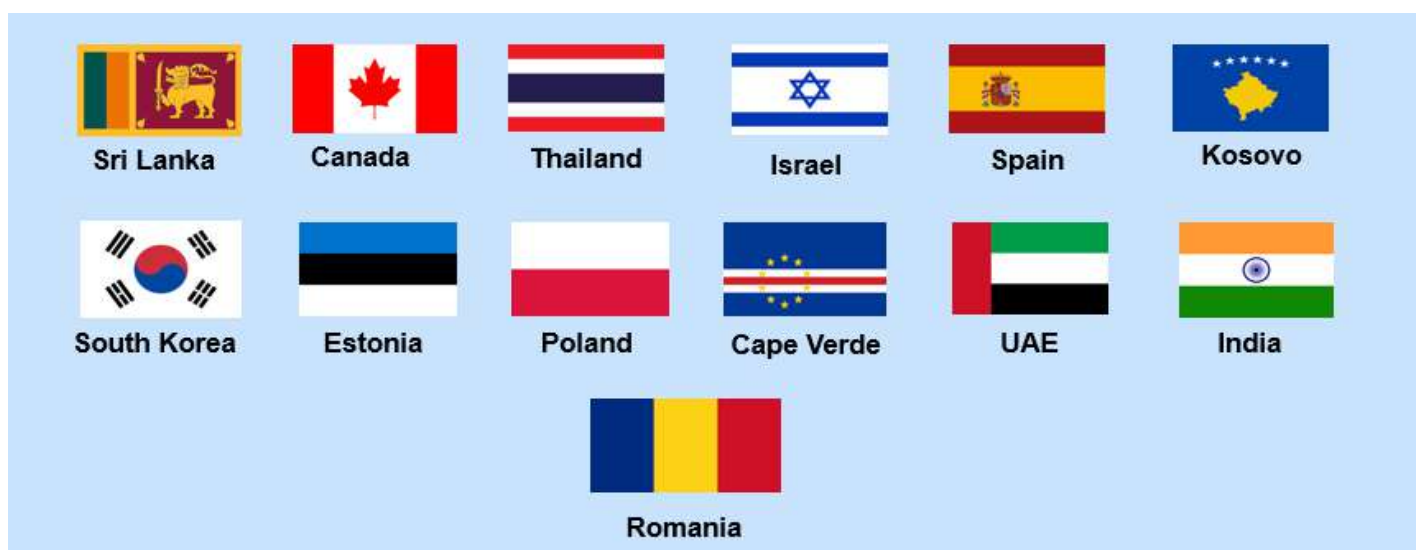 Sri Lanka
Canada
Thailand
Israel
Spain
Kosovo
South Korea
Estonia
Poland
Cape Verde
UAE
India
Romania